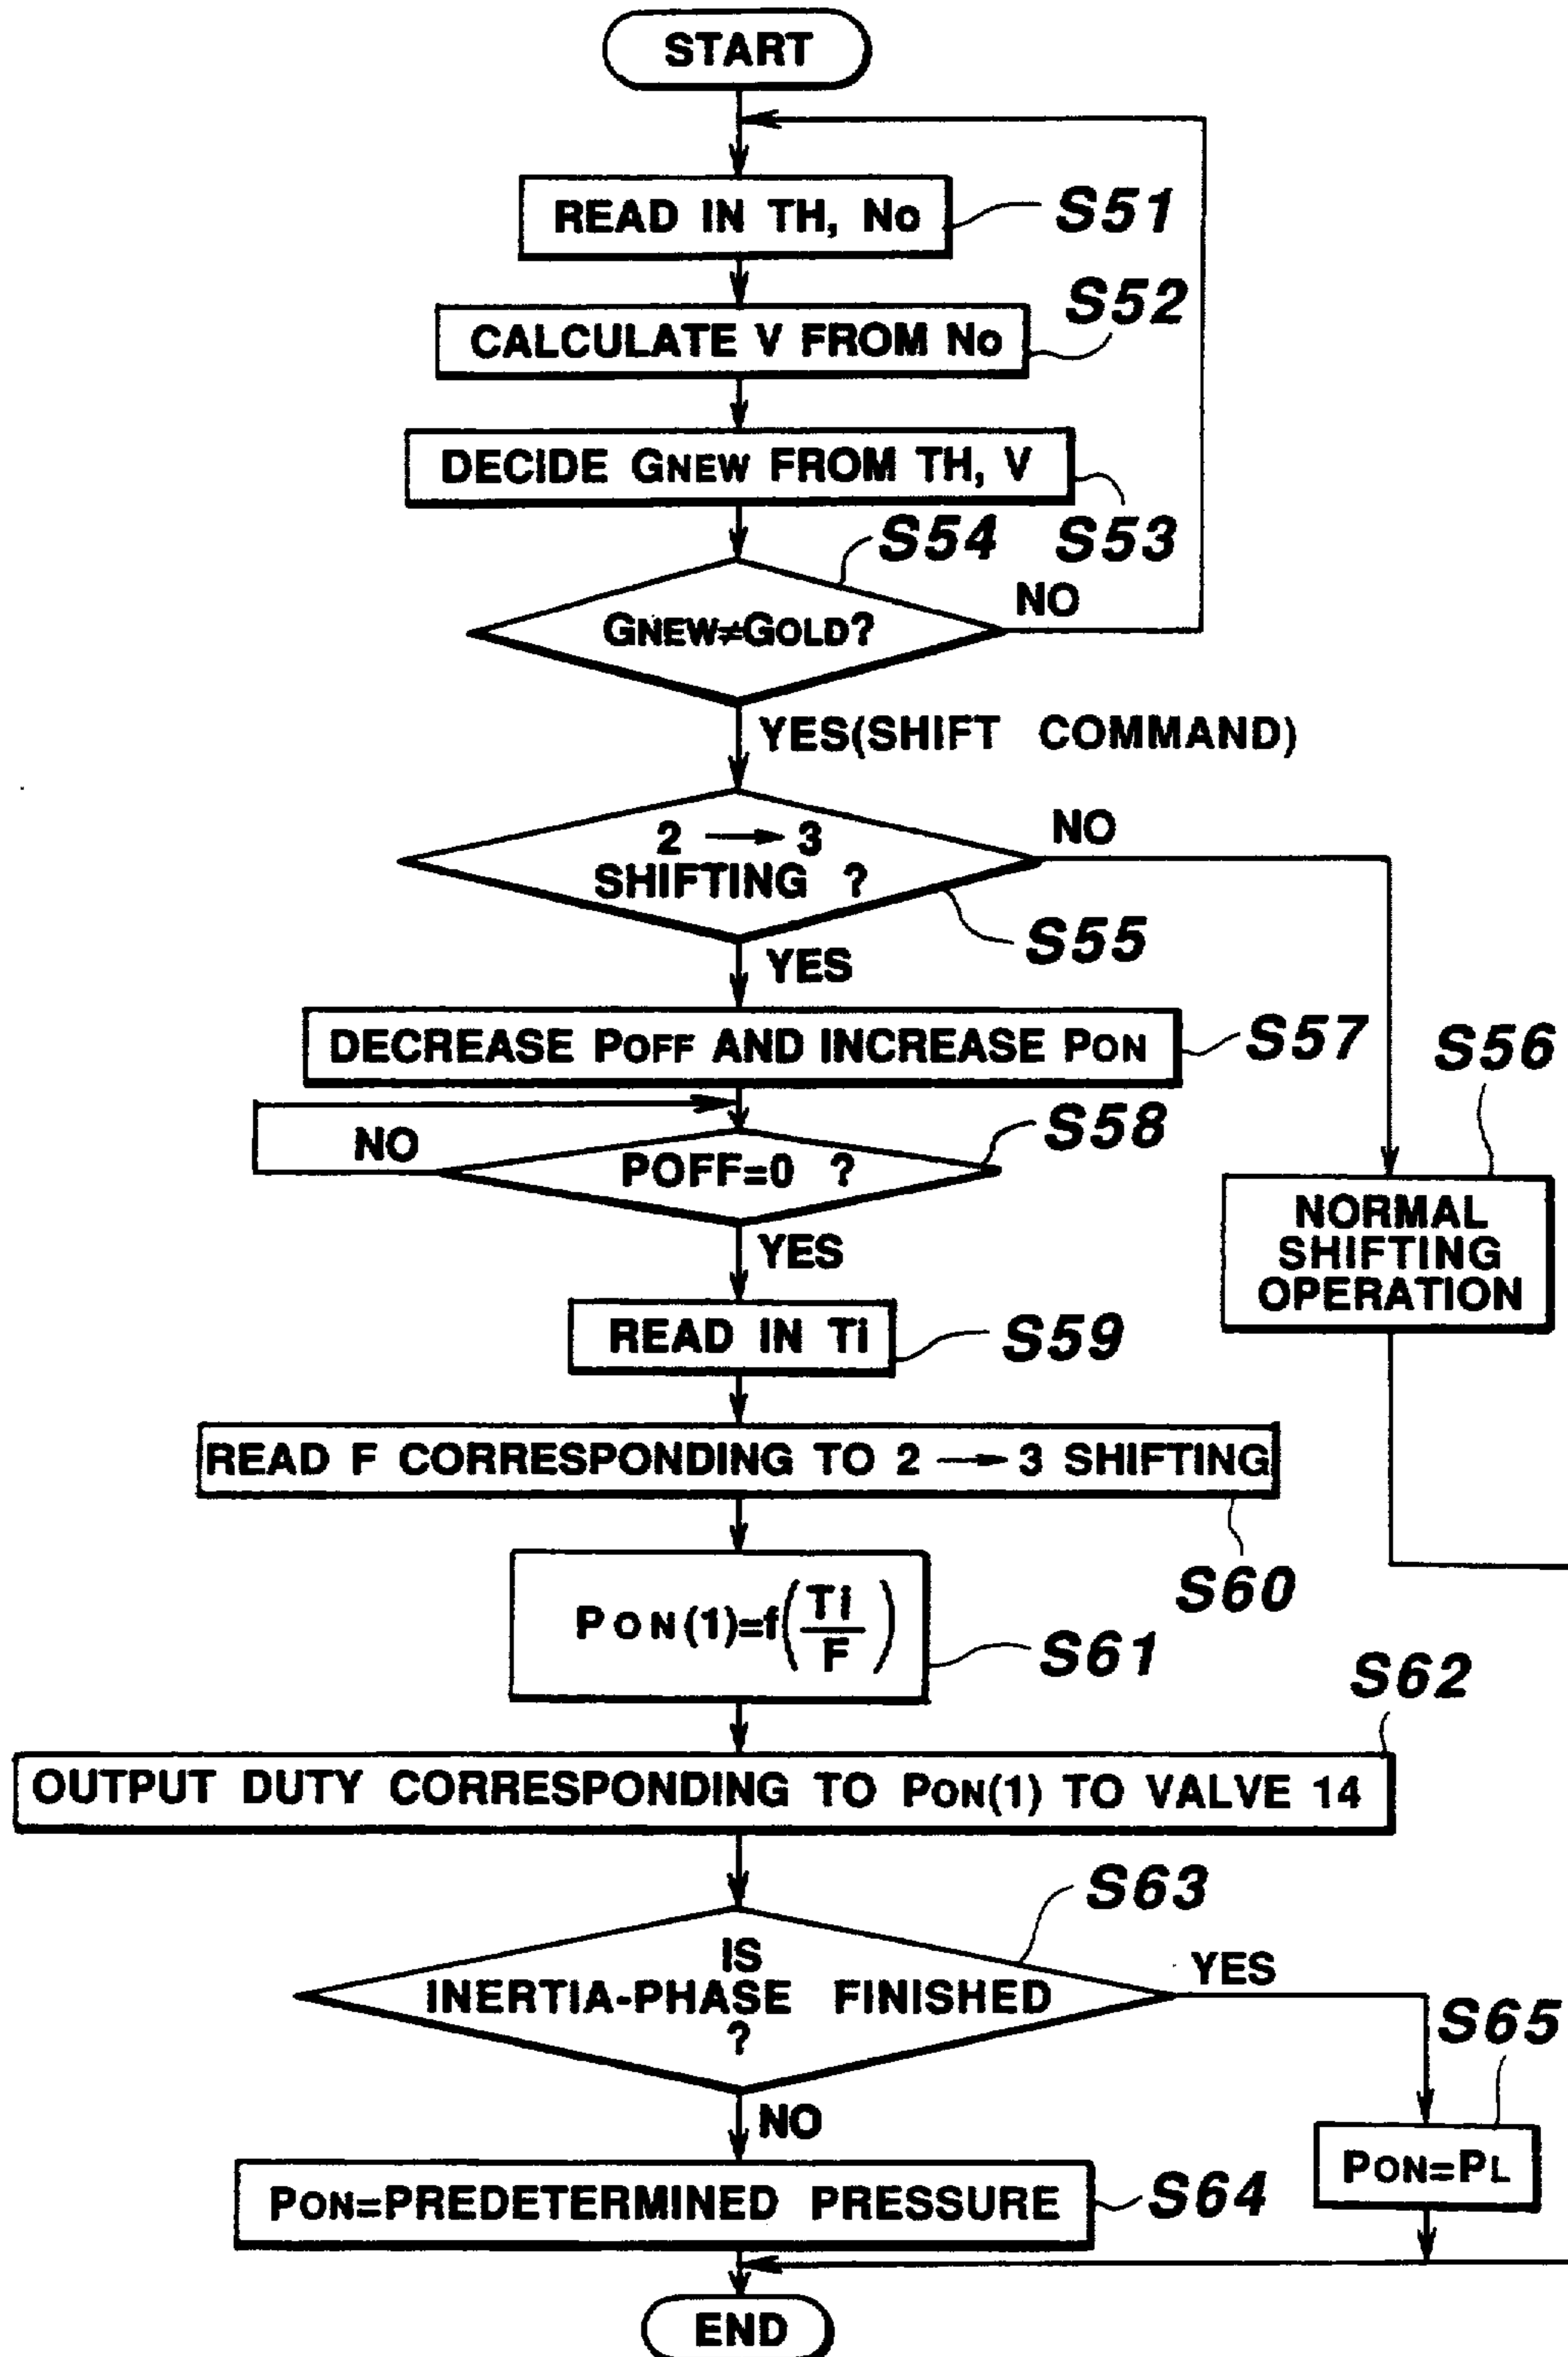 START
READ IN TH, No
S51
S52
CALCULATE V FROM No
DECIDE GNEW FROM TH, V
S53
S54
GNEW≠GOLD?
NO
YES(SHIFT COMMAND)
2 → 3
SHIFTING ?
NO
S55
YES
DECREASE POFF AND INCREASE PON
S57
S56
NO
POFF=0 ?
S58
NORMAL
SHIFTING
OPERATION
YES
READ IN Ti
S59
READ F CORRESPONDING TO 2 → 3 SHIFTING
S60
PON(1)=f(Ti/F)
S61
S62
OUTPUT DUTY CORRESPONDING TO PON(1) TO VALVE 14
S63
IS
INERTIA-PHASE FINISHED
?
YES
S65
NO
PON=PL
PON=PREDETERMINED PRESSURE
S64
END